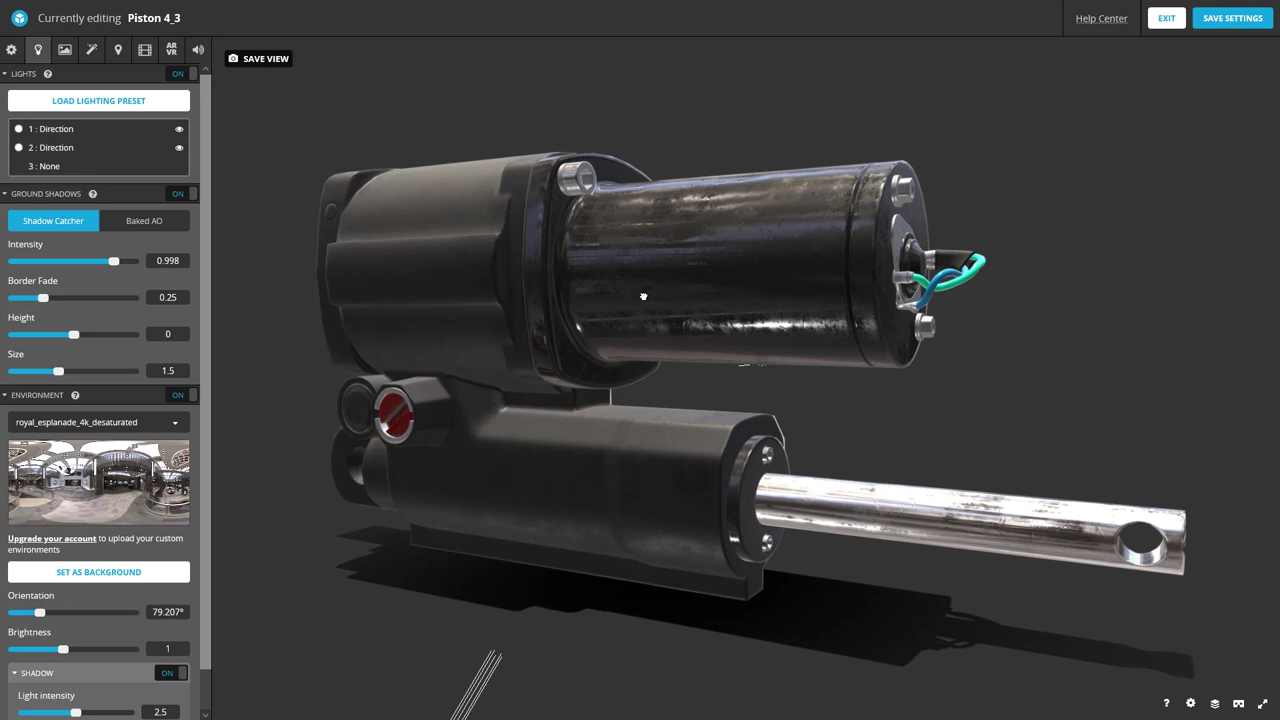 Currently editing Piston 4_3
Help Center
EXIT
SAVE SETTINGS
AR
VR
LIGHTS ?
ON
LOAD LIGHTING PRESET
1 : Direction
2 : Direction
3 : None
GROUND SHADOWS ?
ON
Shadow Catcher
Baked AO
Intensity
0.998
Border Fade
0.25
Height
0
Size
1.5
ENVIRONMENT ?
ON
royal_esplanade_4k_desaturated
Upgrade your account to upload your custom
environments
SET AS BACKGROUND
Orientation
79.207°
Brightness
1
SHADOW
ON
Light intensity
2.5
SAVE VIEW
?